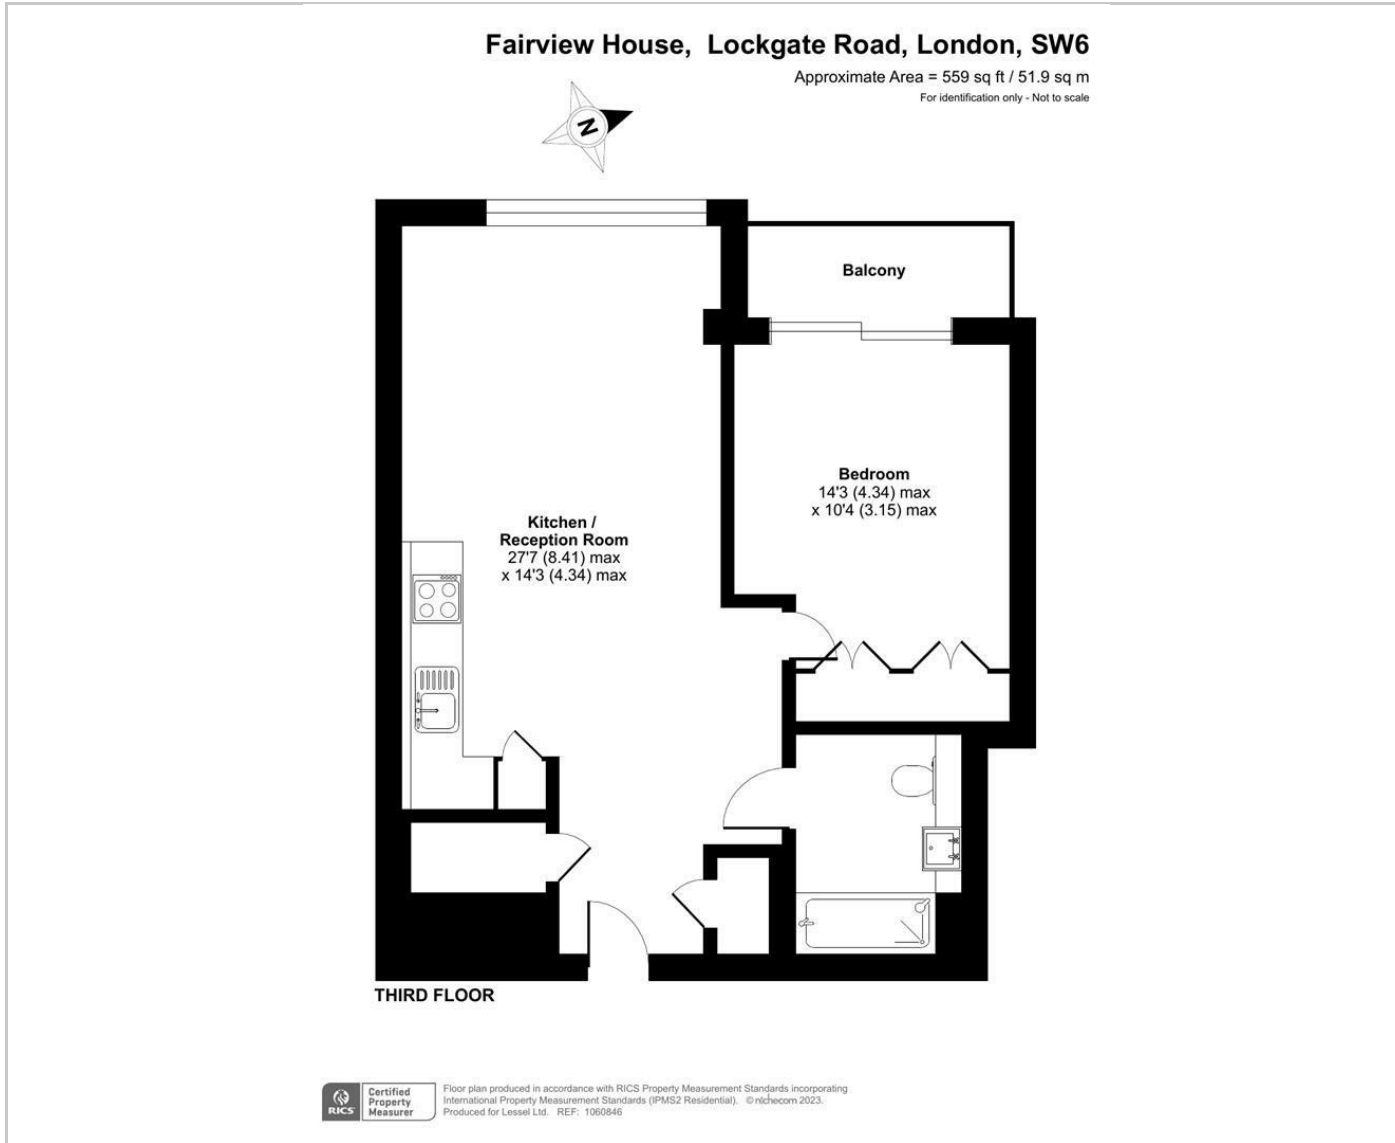 Fairview House, Lockgate Road, London, SW6
Approximate Area = 559 sq ft / 51.9 sq m
For identification only - Not to scale
N
Balcony
Bedroom
14'3 (4.34) max
x 10'4 (3.15) max
Kitchen /
Reception Room
27'7 (8.41) max
x 14'3 (4.34) max
THIRD FLOOR
RICS
Certified
Property
Measurer
Floor plan produced in accordance with RICS Property Measurement Standards incorporating
International Property Measurement Standards (IPMS2 Residential). © nichecom 2023.
Produced for Lessel Ltd. REF: 1060846